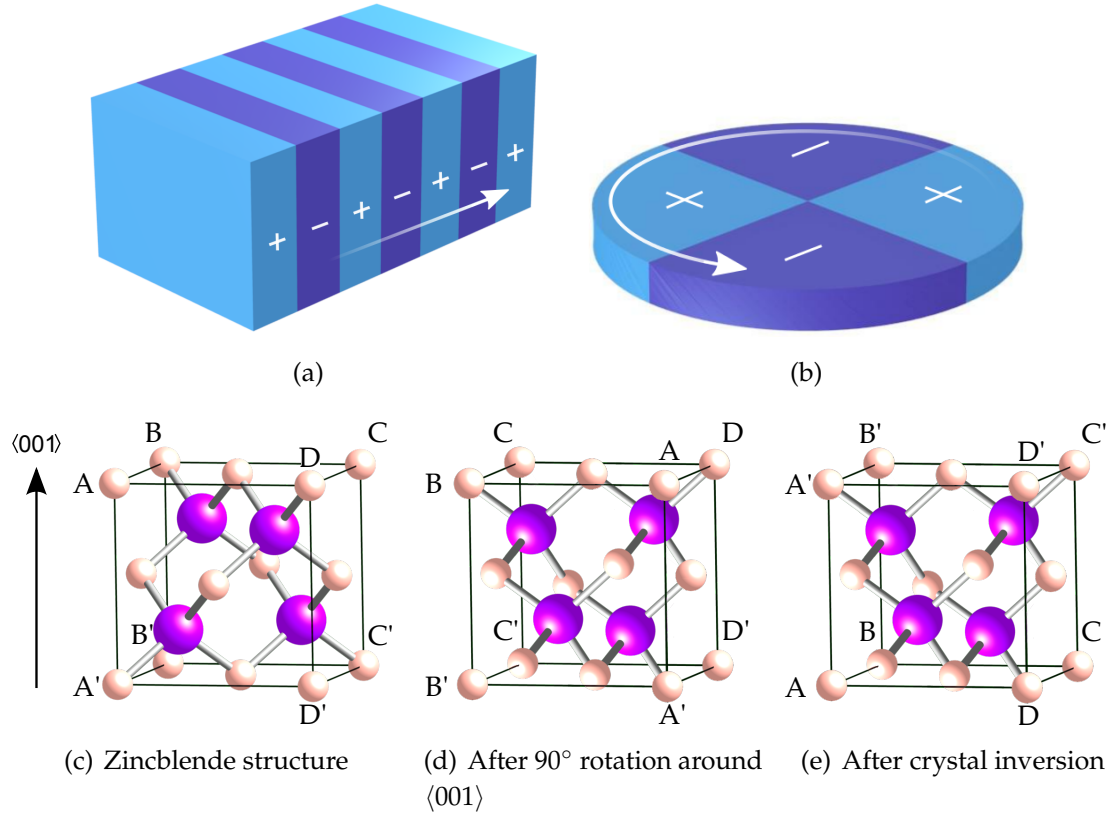 + − + − + − +
− + + −
(a)
(b)
⟨001⟩
B
C
A
D
B'
C'
A'
D'
C
D
B
A
C'
D'
B'
A'
B'
C'
A'
D'
B
C
A
D
(c) Zincblende structure
(d) After 90° rotation around
⟨001⟩
(e) After crystal inversion